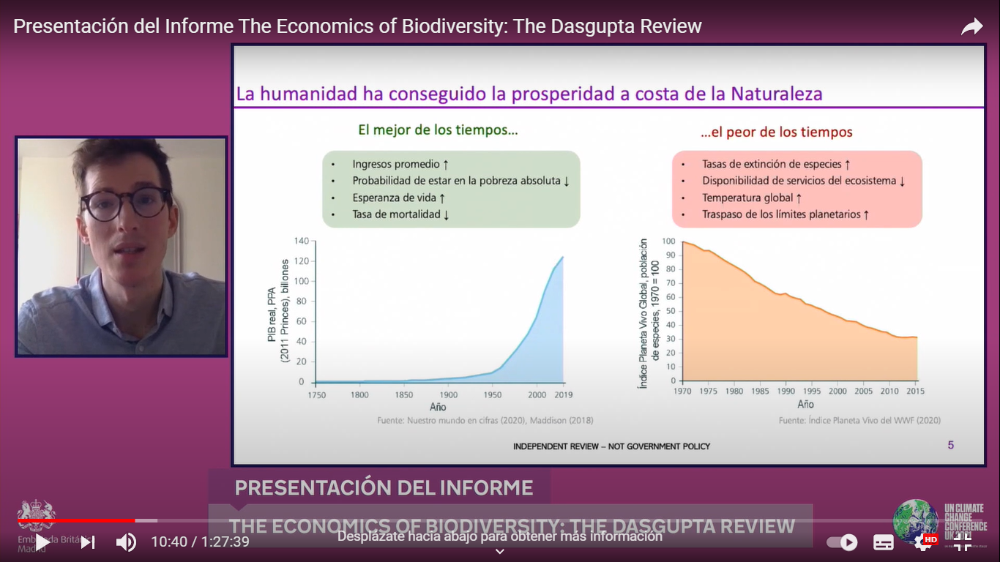 Presentación del Informe The Economics of Biodiversity: The Dasgupta Review
La humanidad ha conseguido la prosperidad a costa de la Naturaleza
El mejor de los tiempos...
• Ingresos promedio ↑
• Probabilidad de estar en la pobreza absoluta ↓
• Esperanza de vida ↑
• Tasa de mortalidad ↓
...el peor de los tiempos
• Tasas de extinción de especies ↑
• Disponibilidad de servicios del ecosistema ↓
• Temperatura global ↑
• Traspaso de los límites planetarios ↑
PIB real, PPA
(2011 Princes), billones
140
120
100
80
60
40
20
0
1750 1800 1850 1900 1950 2000 2019
Año
Fuente: Nuestro mundo en cifras (2020), Maddison (2018)
Índice Planeta Vivo Global, población
de especies, 1970 = 100
100
90
80
70
60
50
40
30
20
10
0
1970 1975 1980 1985 1990 1995 2000 2005 2010 2015
Año
Fuente: Índice Planeta Vivo del WWF (2020)
INDEPENDENT REVIEW – NOT GOVERNMENT POLICY
5
PRESENTACIÓN DEL INFORME
THE ECONOMICS OF BIODIVERSITY: THE DASGUPTA REVIEW
Desplázate hacia abajo para obtener más información
Madrid
UN CLIMATE
CHANGE
CONFERENCE
10:40 / 1:27:39
HD